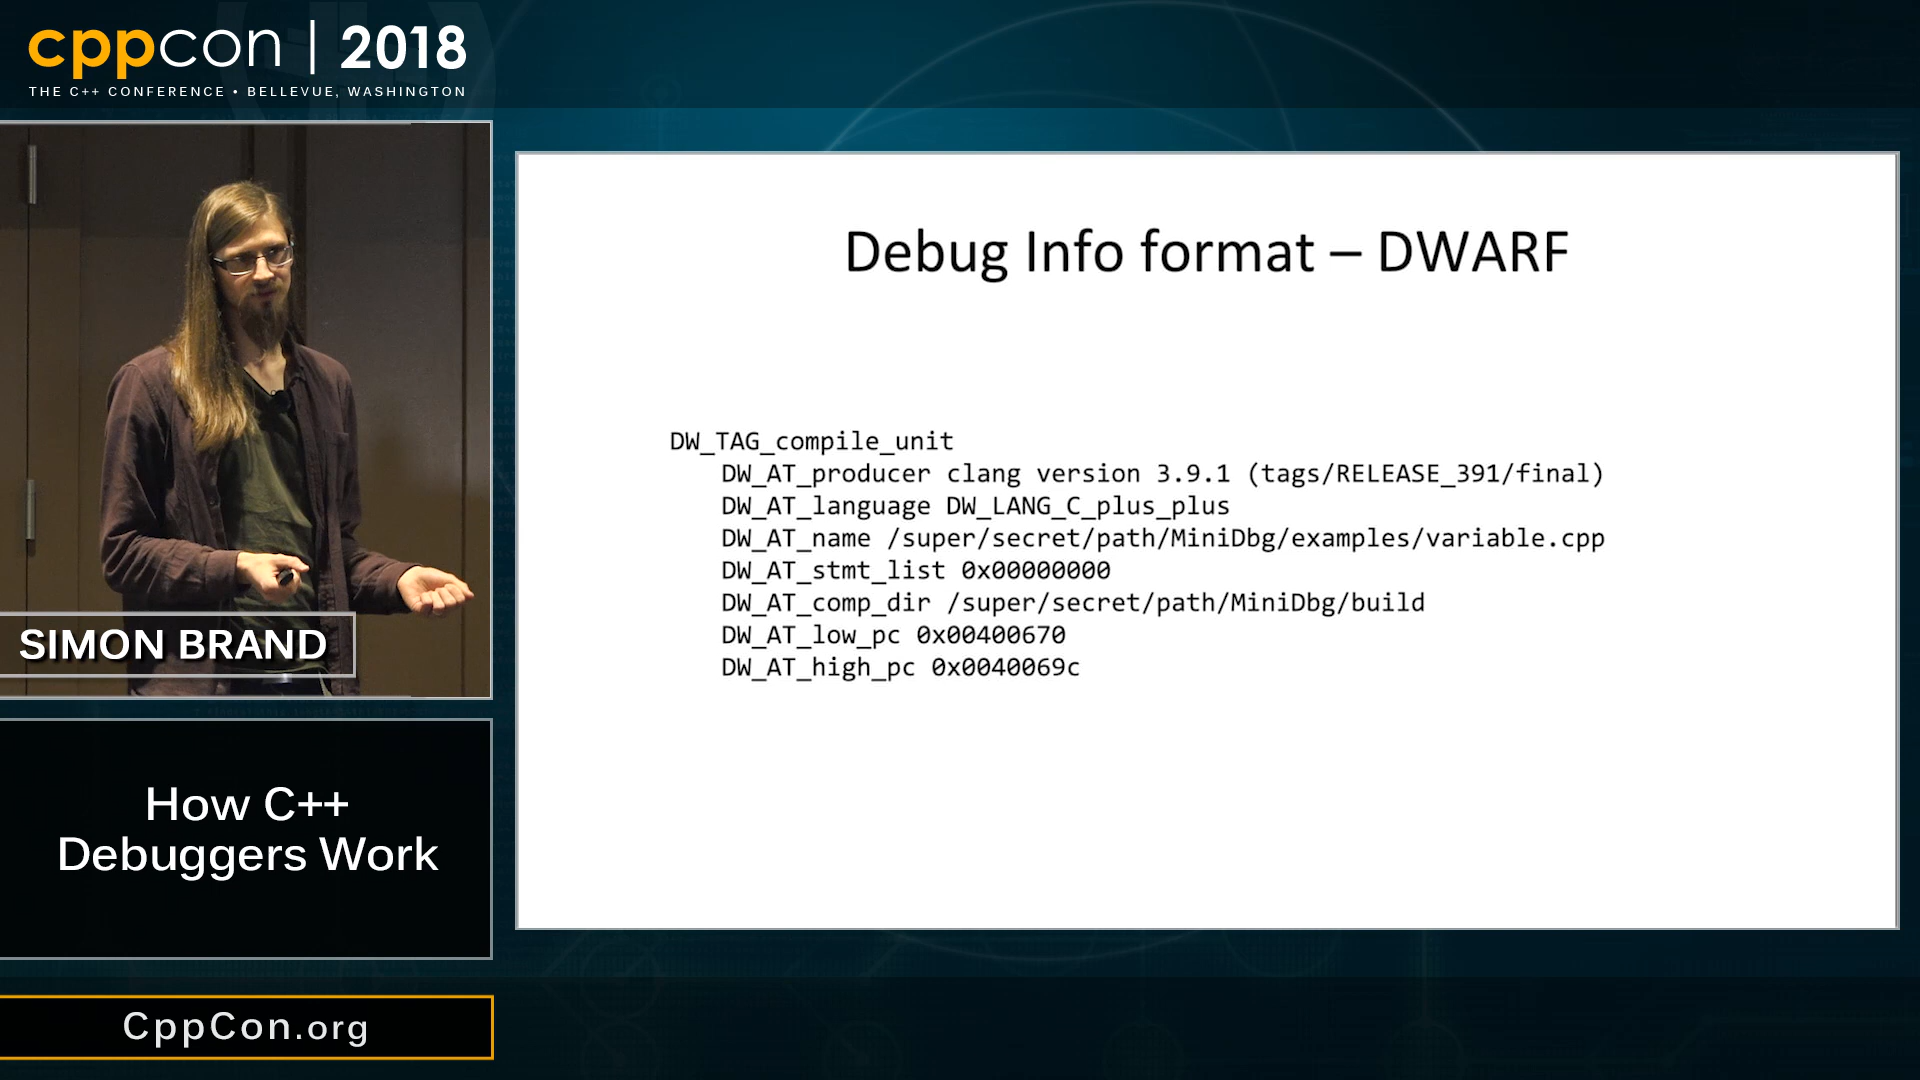 cppcon | 2018
THE C++ CONFERENCE • BELLEVUE, WASHINGTON
SIMON BRAND
How C++
Debuggers Work
CppCon.org
Debug Info format – DWARF
DW_TAG_compile_unit
DW_AT_producer clang version 3.9.1 (tags/RELEASE_391/final)
DW_AT_language DW_LANG_C_plus_plus
DW_AT_name /super/secret/path/MiniDbg/examples/variable.cpp
DW_AT_stmt_list 0x00000000
DW_AT_comp_dir /super/secret/path/MiniDbg/build
DW_AT_low_pc 0x00400670
DW_AT_high_pc 0x0040069c